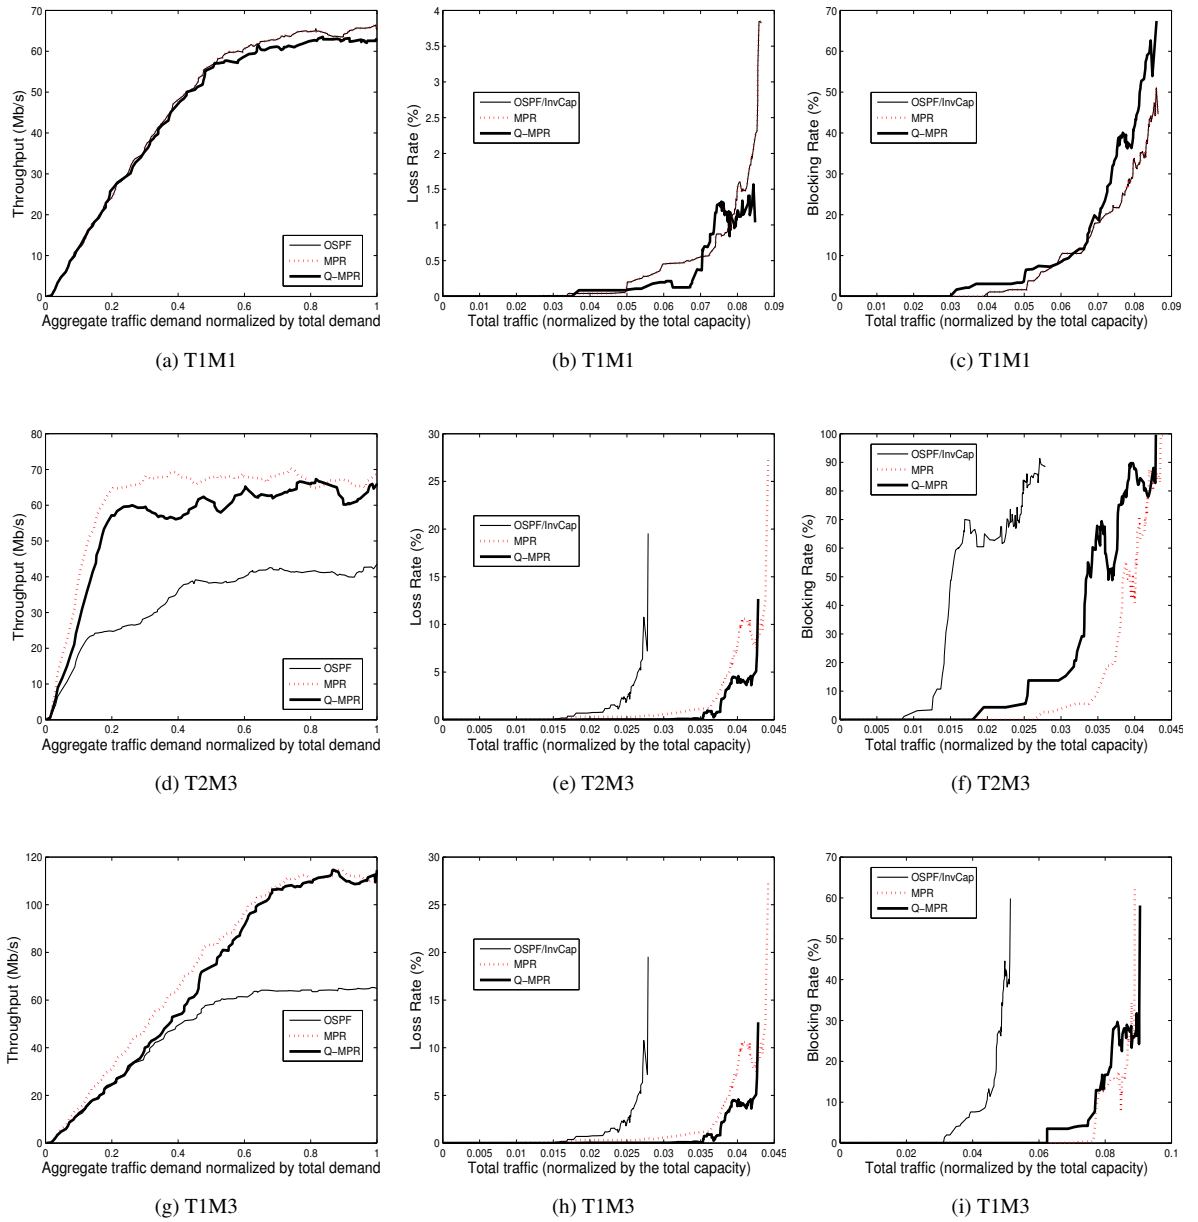 70
60
50
40
30
20
10
0
Throughput (Mb/s)
OSPF
MPR
Q−MPR
0 0.2 0.4 0.6 0.8 1
Aggregate traffic demand normalized by total demand
(a) T1M1
4
3.5
3
2.5
2
1.5
1
0.5
0
Loss Rate (%)
OSPF/InvCap
MPR
Q−MPR
0 0.01 0.02 0.03 0.04 0.05 0.06 0.07 0.08 0.09
Total traffic (normalized by the total capacity)
(b) T1M1
70
60
50
40
30
20
10
0
Blocking Rate (%)
OSPF/InvCap
MPR
Q−MPR
0 0.01 0.02 0.03 0.04 0.05 0.06 0.07 0.08 0.09
Total traffic (normalized by the total capacity)
(c) T1M1
80
70
60
50
40
30
20
10
0
Throughput (Mb/s)
OSPF
MPR
Q−MPR
0 0.2 0.4 0.6 0.8 1
Aggregate traffic demand normalized by total demand
(d) T2M3
30
25
20
15
10
5
0
Loss Rate (%)
OSPF/InvCap
MPR
Q−MPR
0 0.005 0.01 0.015 0.02 0.025 0.03 0.035 0.04 0.045
Total traffic (normalized by the total capacity)
(e) T2M3
100
90
80
70
60
50
40
30
20
10
0
Blocking Rate (%)
OSPF/InvCap
MPR
Q−MPR
0 0.005 0.01 0.015 0.02 0.025 0.03 0.035 0.04 0.045
Total traffic (normalized by the total capacity)
(f) T2M3
120
100
80
60
40
20
0
Throughput (Mb/s)
OSPF
MPR
Q−MPR
0 0.2 0.4 0.6 0.8 1
Aggregate traffic demand normalized by total demand
(g) T1M3
30
25
20
15
10
5
0
Loss Rate (%)
OSPF/InvCap
MPR
Q−MPR
0 0.005 0.01 0.015 0.02 0.025 0.03 0.035 0.04 0.045
Total traffic (normalized by the total capacity)
(h) T1M3
70
60
50
40
30
20
10
0
Blocking Rate (%)
OSPF/InvCap
MPR
Q−MPR
0 0.02 0.04 0.06 0.08 0.1
Total traffic (normalized by the total capacity)
(i) T1M3